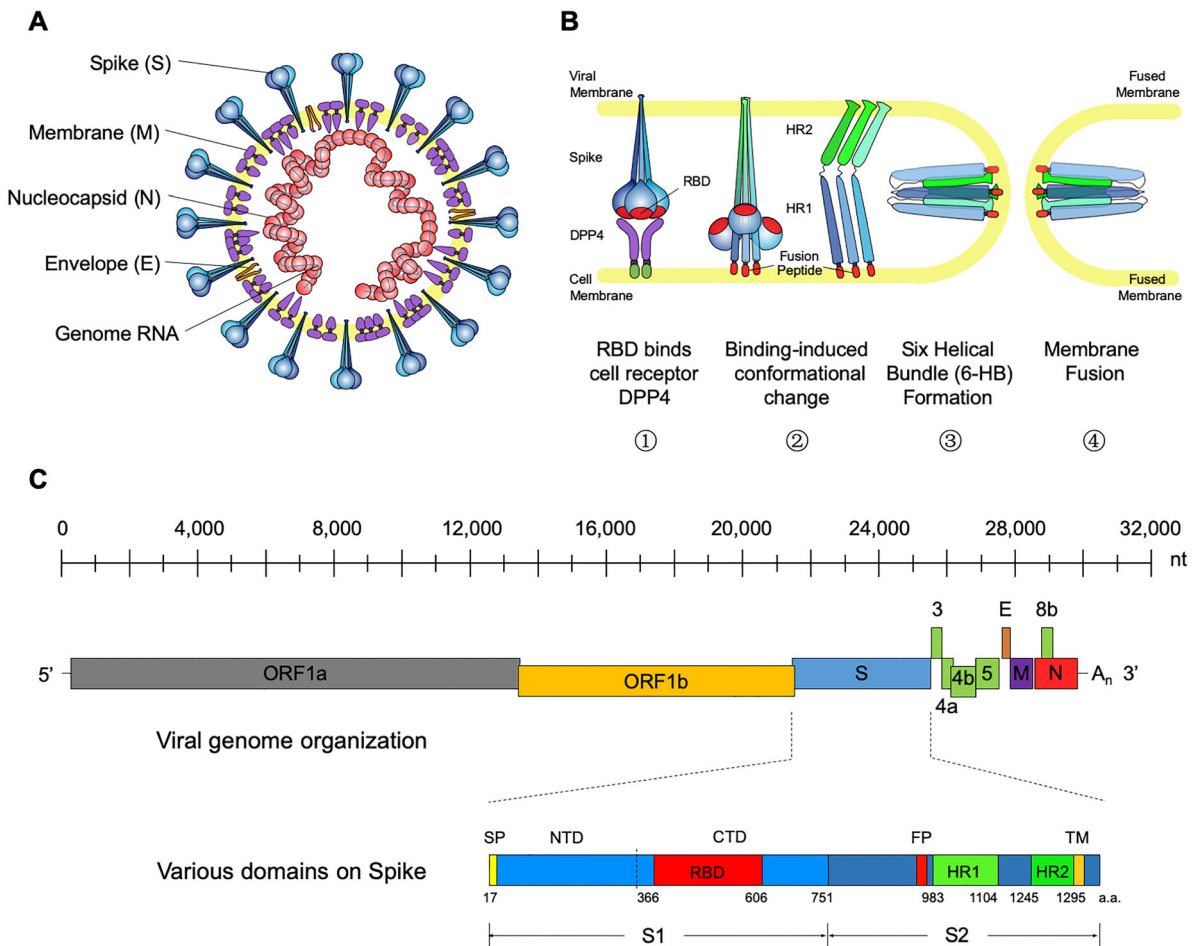 A
Spike (S)
Membrane (M)
Nucleocapsid (N)
Envelope (E)
Genome RNA
B
Viral
Membrane
Spike
RBD
DPP4
Cell
Membrane
HR2
HR1
Fusion
Peptide
Fused
Membrane
Fused
Membrane
RBD binds
cell receptor
DPP4
①
Binding-induced
conformational
change
②
Six Helical
Bundle (6-HB)
Formation
③
Membrane
Fusion
④
C
0 4,000 8,000 12,000 16,000 20,000 24,000 28,000 32,000
nt
3 E 8b
5' ORF1a ORF1b S 4b 5 M N An 3'
4a
Viral genome organization
SP NTD CTD FP TM
Various domains on Spike RBD HR1 HR2
17 366 606 751 983 1104 1245 1295 a.a.
S1 S2